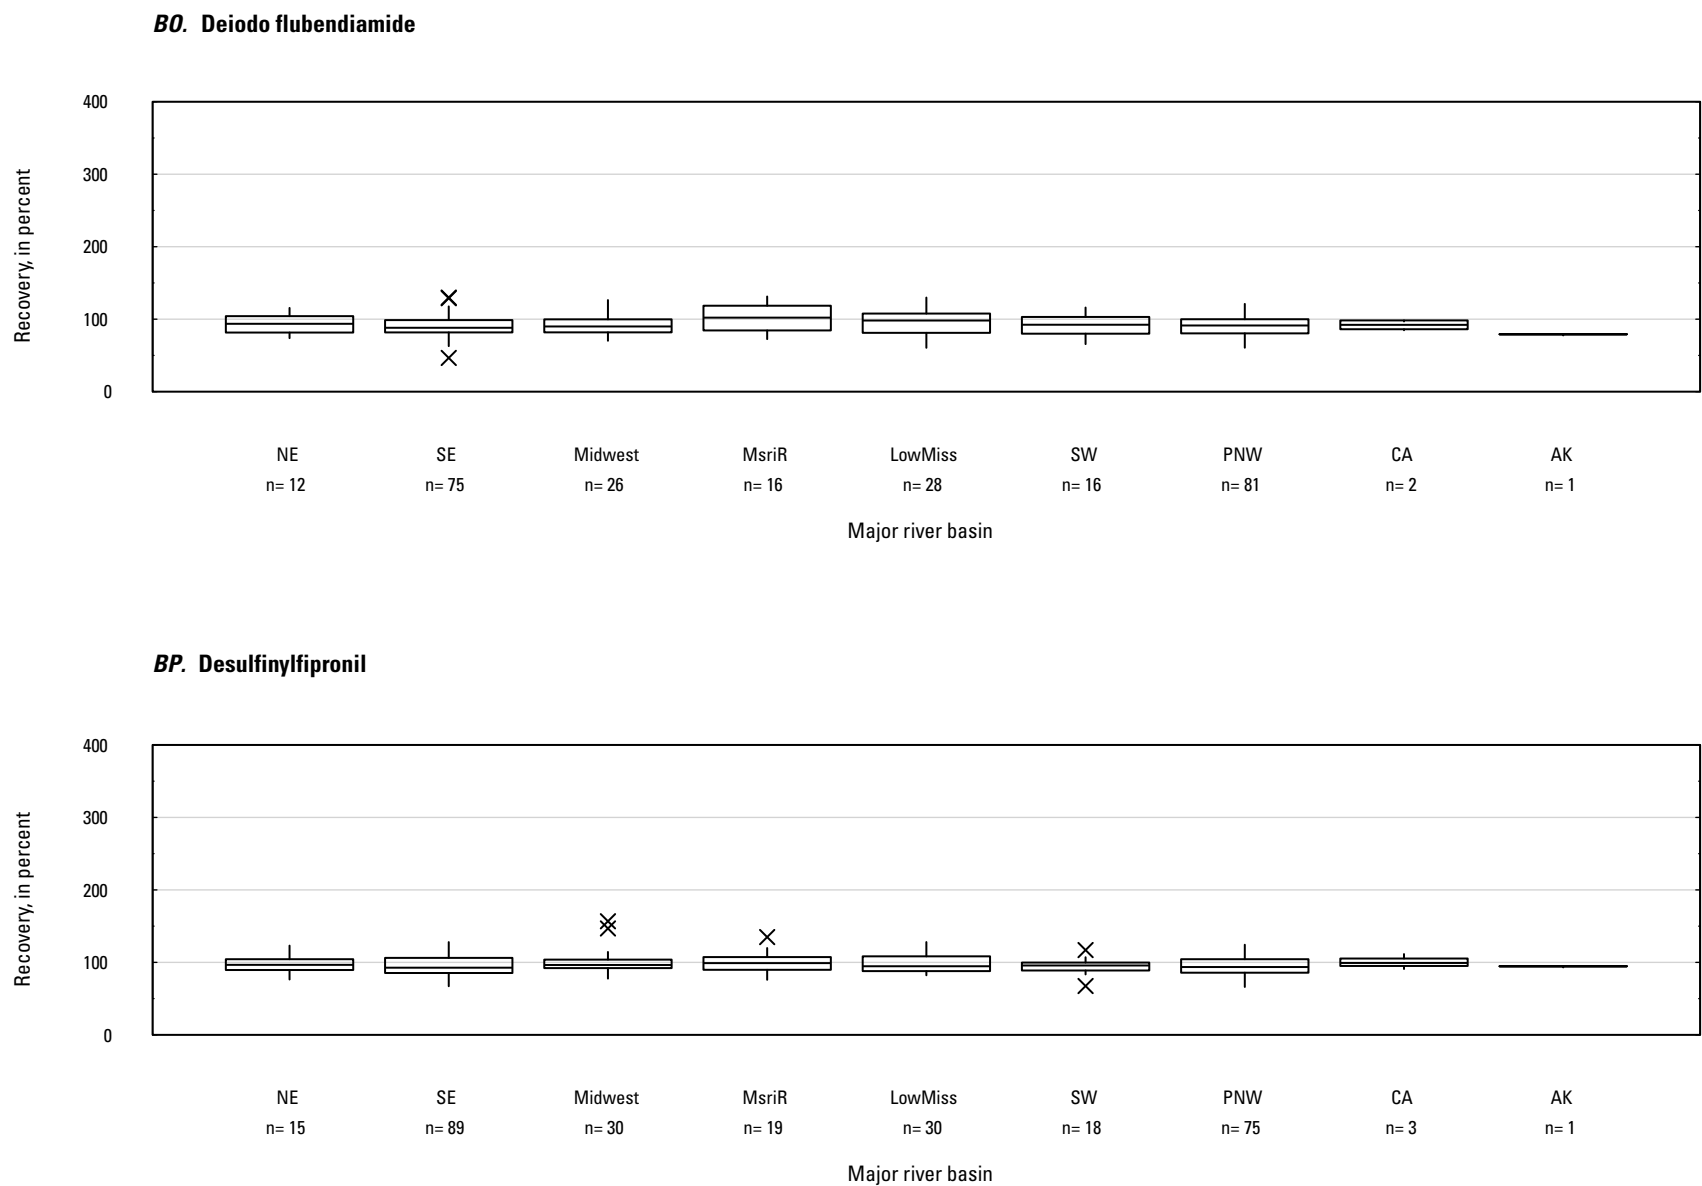 BO. Deiodo flubendiamide
400
300
200
100
0
Recovery, in percent
NE SE Midwest MsriR LowMiss SW PNW CA AK
n= 12 n= 75 n= 26 n= 16 n= 28 n= 16 n= 81 n= 2 n= 1
Major river basin
BP. Desulfinylfipronil
400
300
200
100
0
Recovery, in percent
NE SE Midwest MsriR LowMiss SW PNW CA AK
n= 15 n= 89 n= 30 n= 19 n= 30 n= 18 n= 75 n= 3 n= 1
Major river basin